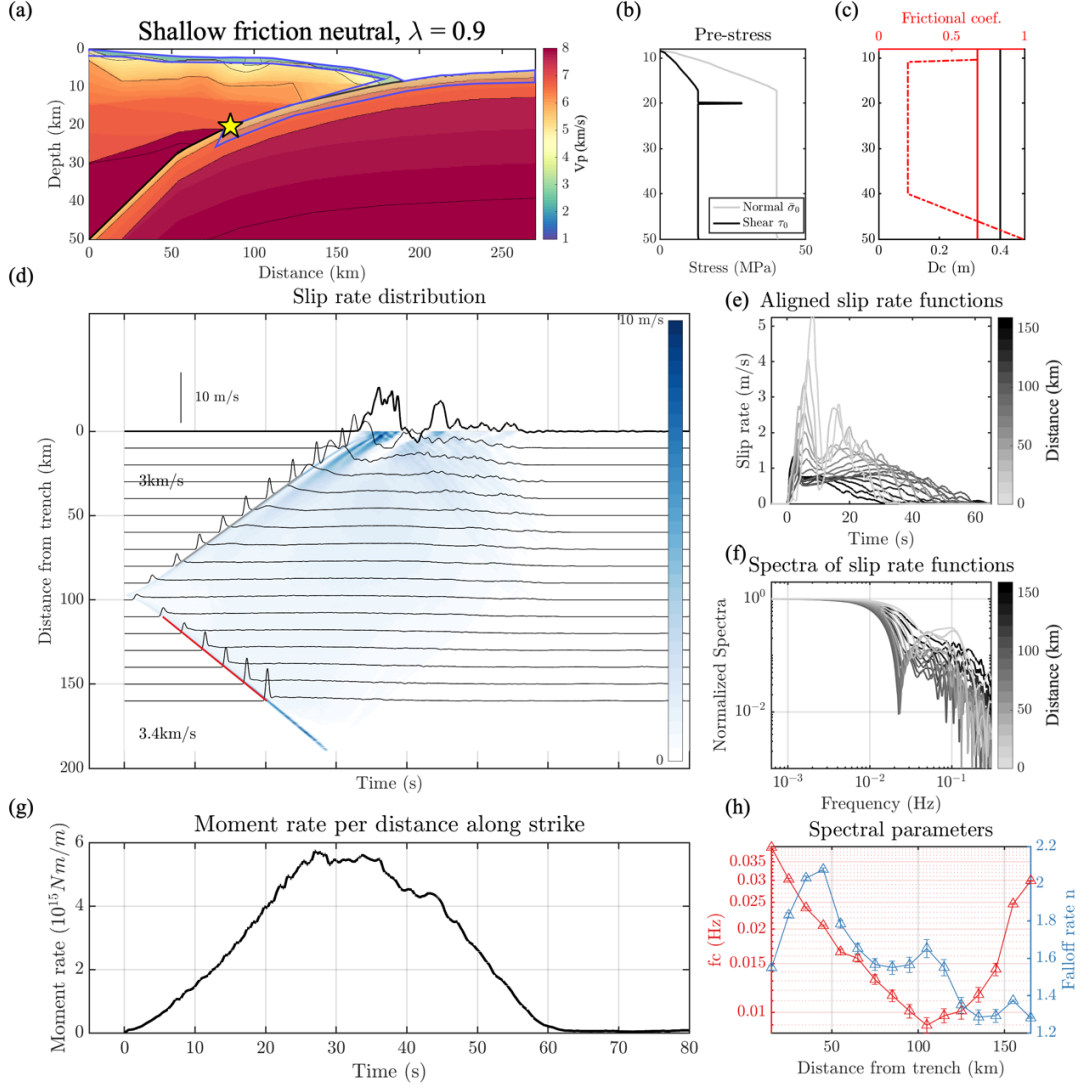 (a)
Shallow friction neutral, λ = 0.9
0
10
20
30
40
50
Depth (km)
0
50
100
150
200
250
Distance (km)
8
7
6
5
4
3
2
1
Vp (km/s)
(b)
Pre-stress
10
20
30
40
50
0
50
Stress (MPa)
Normal σ̄₀
Shear τ₀
(c)
Frictional coef.
0
0.5
1
10
20
30
40
50
0
0.2
0.4
Dc (m)
(d)
Slip rate distribution
10 m/s
10 m/s
0
3km/s
3.4km/s
0
50
100
150
200
Distance from trench (km)
Time (s)
(e)
Aligned slip rate functions
5
4
3
2
1
0
Slip rate (m/s)
0
20
40
60
Time (s)
150
100
50
0
Distance (km)
(f)
Spectra of slip rate functions
10⁰
10⁻²
Normalized Spectra
10⁻³
10⁻²
10⁻¹
Frequency (Hz)
150
100
50
0
Distance (km)
(g)
Moment rate per distance along strike
6
4
2
0
Moment rate (10¹⁵ Nm/m)
0
10
20
30
40
50
60
70
80
Time (s)
(h)
Spectral parameters
0.035
0.03
0.02
0.015
0.01
fc (Hz)
2.2
2
1.8
1.6
1.4
1.2
Falloff rate n
50
100
150
Distance from trench (km)